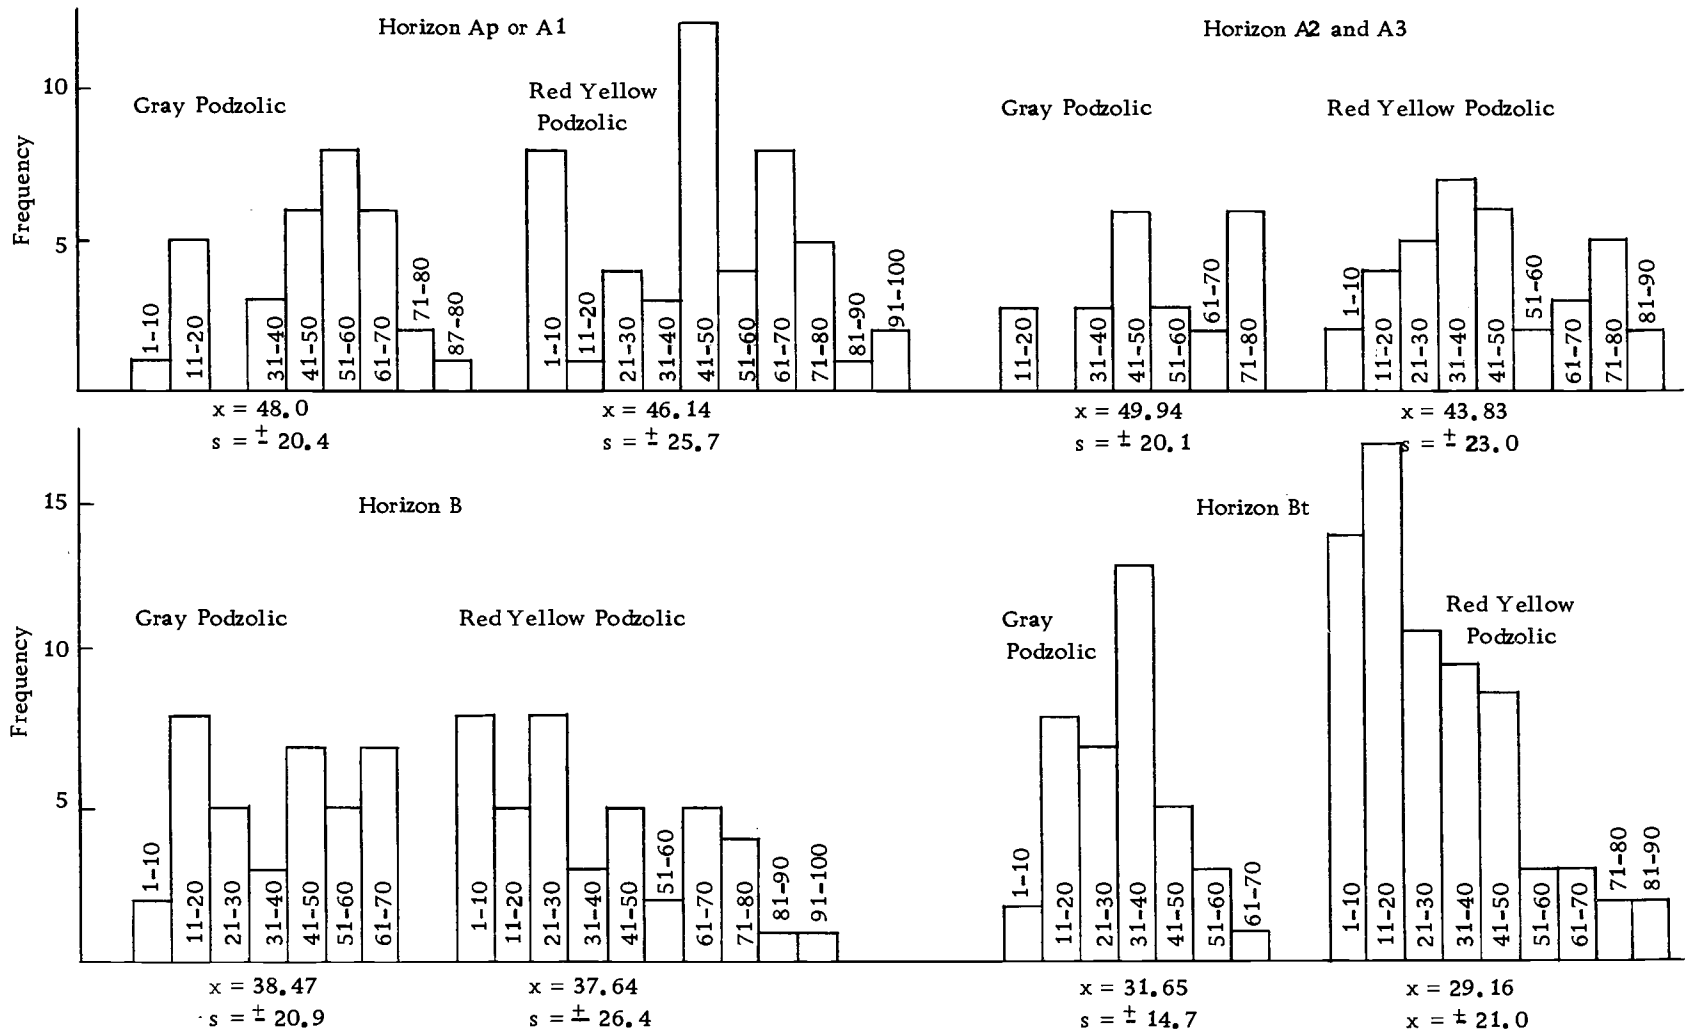 Horizon Ap or A1
Gray Podzolic
Red Yellow
Podzolic
Frequency
10
5
1-10
11-20
31-40
41-50
51-60
61-70
71-80
87-80
x = 48.0
s = ± 20.4
1-10
11-20
21-30
31-40
41-50
51-60
61-70
71-80
81-90
91-100
x = 46.14
s = ± 25.7
Horizon A2 and A3
Gray Podzolic
Red Yellow Podzolic
11-20
31-40
41-50
51-60
61-70
71-80
x = 49.94
s = ± 20.1
1-10
11-20
21-30
31-40
41-50
51-60
61-70
71-80
81-90
x = 43.83
s = ± 23.0
Horizon B
Gray Podzolic
Red Yellow Podzolic
Frequency
15
10
5
1-10
11-20
21-30
31-40
41-50
51-60
61-70
x = 38.47
s = ± 20.9
1-10
11-20
21-30
31-40
41-50
51-60
61-70
71-80
81-90
91-100
x = 37.64
s = ± 26.4
Horizon Bt
Gray
Podzolic
Red Yellow
Podzolic
1-10
11-20
21-30
31-40
41-50
51-60
61-70
x = 31.65
s = ± 14.7
1-10
11-20
21-30
31-40
41-50
51-60
61-70
71-80
81-90
x = 29.16
x = ± 21.0